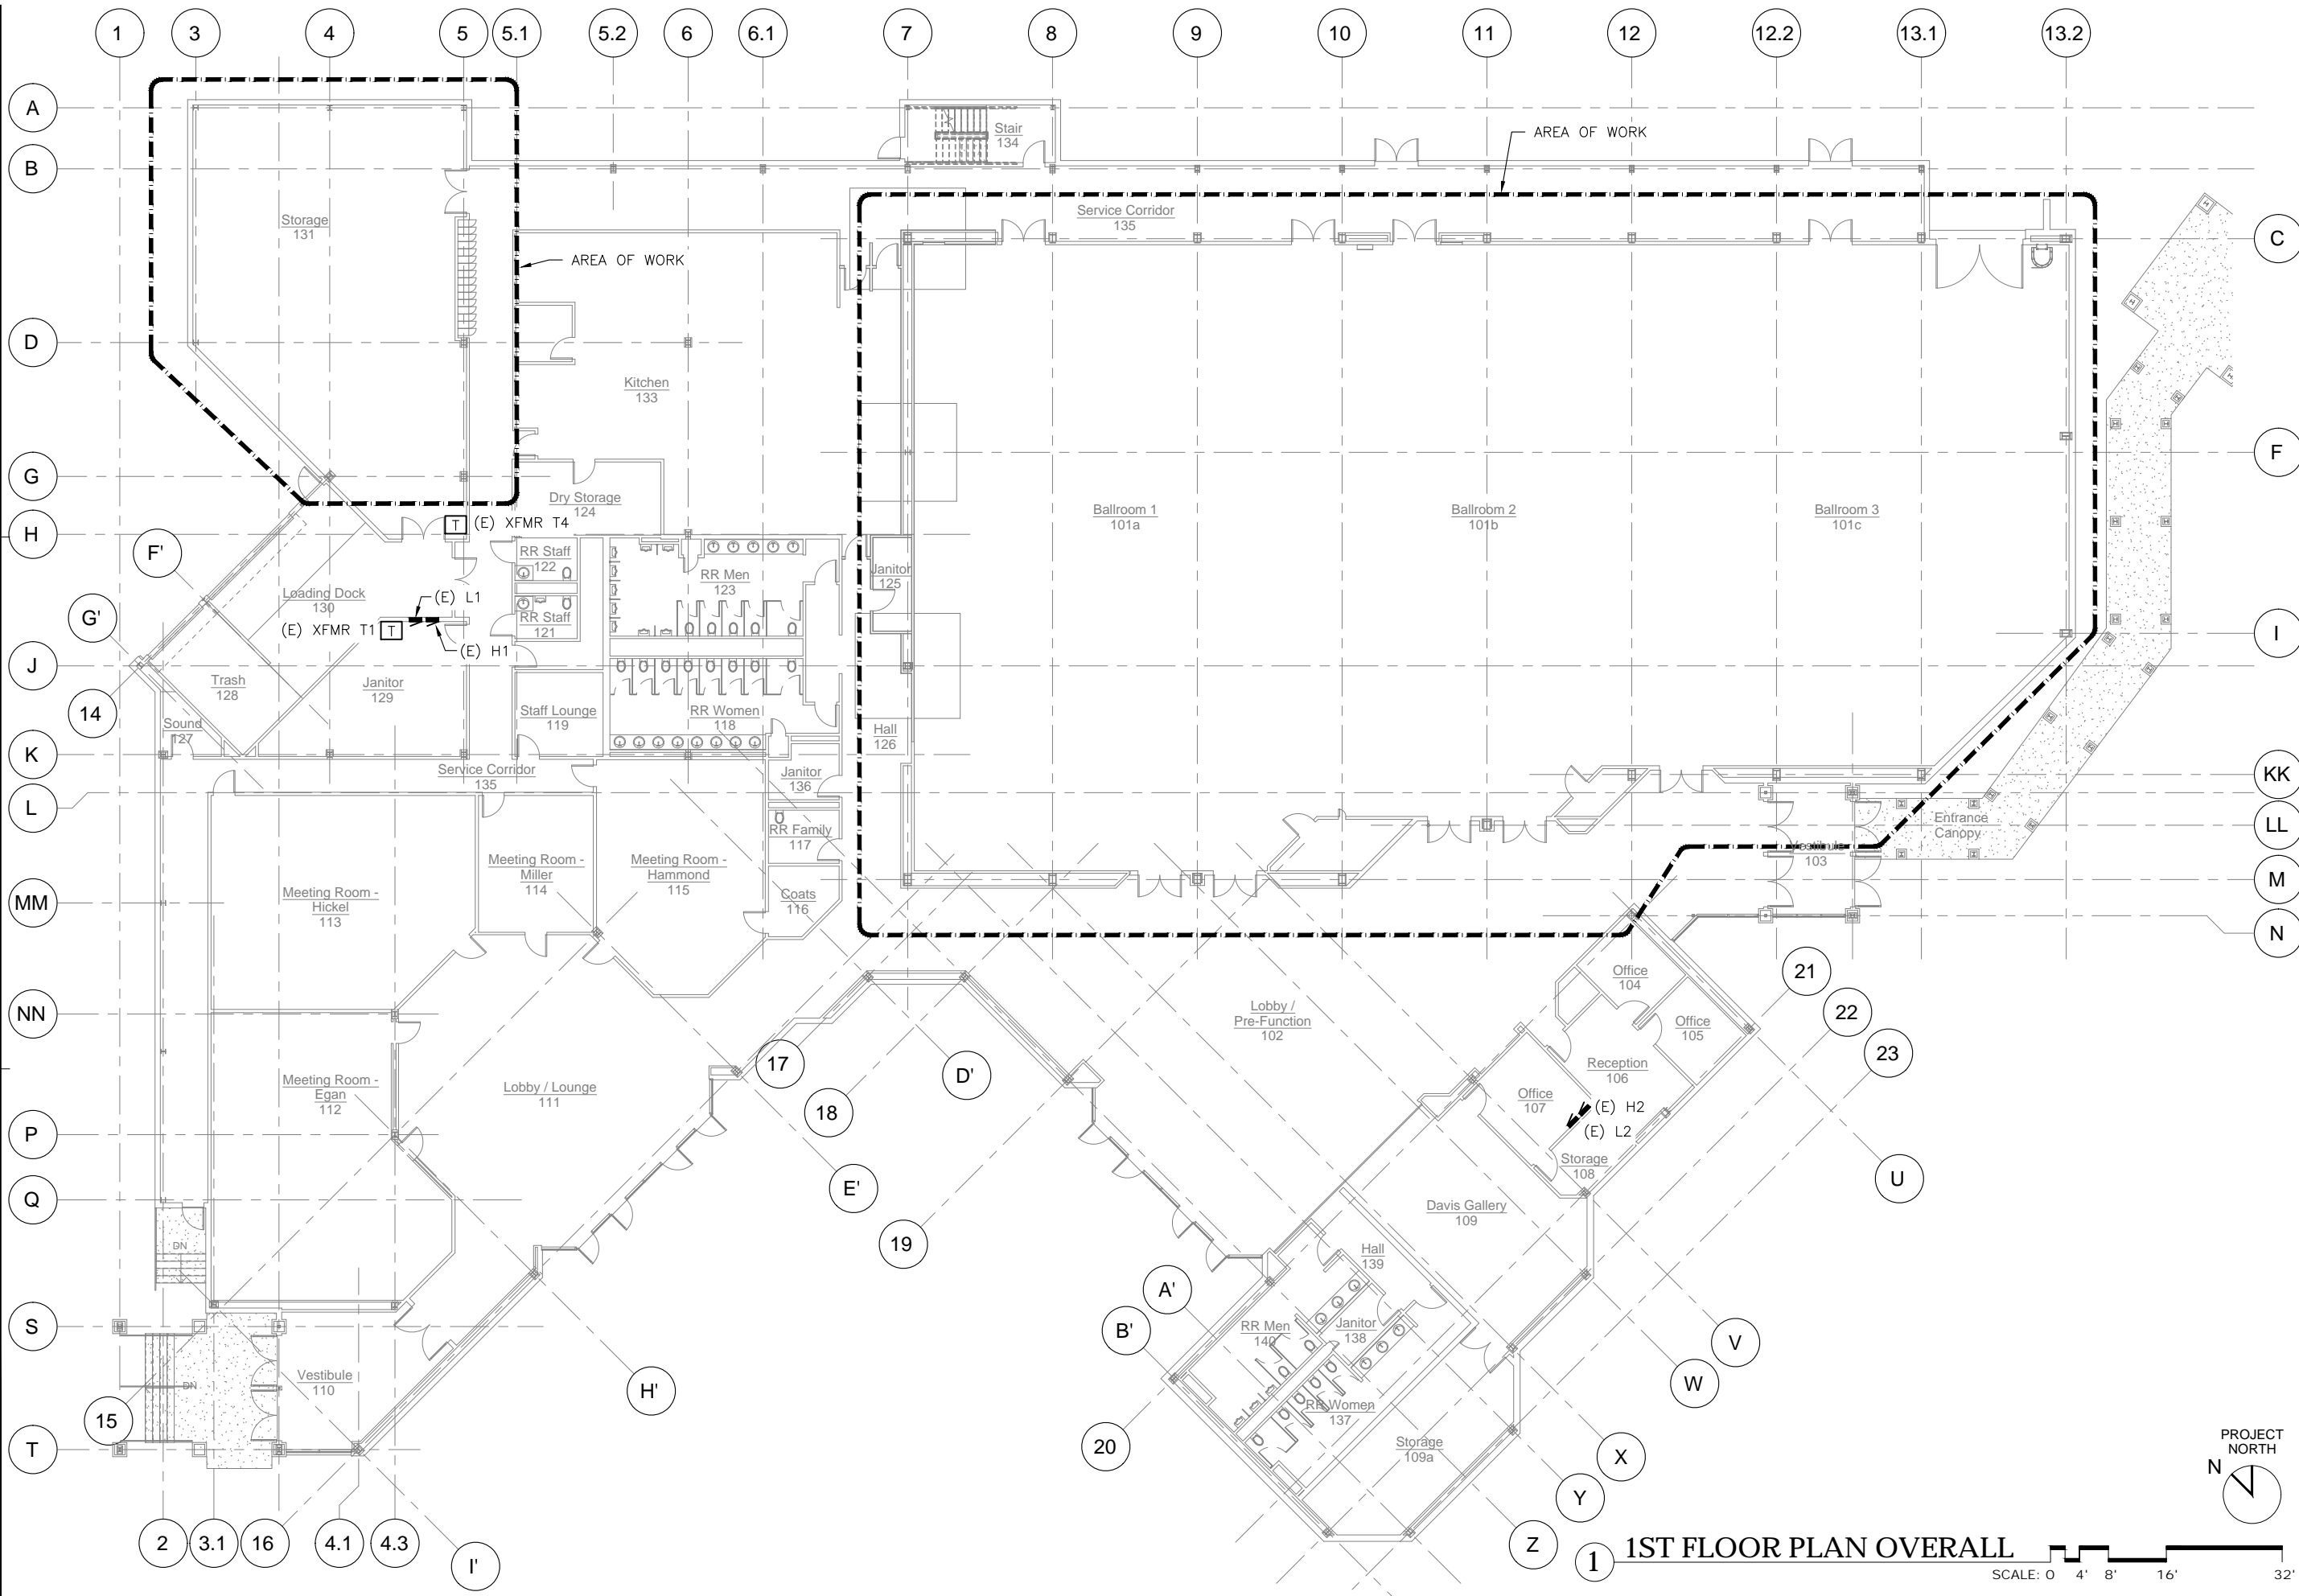 1
3
4
5
5.1
5.2
6
6.1
7
8
9
10
11
12
12.2
13.1
13.2
A
B
Stair
134
AREA OF WORK
Storage
131
Service Corridor
135
C
AREA OF WORK
D
Kitchen
133
F
G
Dry Storage
124
Ballroom 1
101a
Ballroom 2
101b
Ballroom 3
101c
H
T
(E) XFMR T4
F'
RR Staff
122
RR Men
123
Janitor
125
Loading Dock
130
(E) L1
G'
(E) XFMR T1
T
RR Staff
121
(E) H1
I
J
Trash
128
Janitor
129
14
Sound
127
Staff Lounge
119
RR Women
118
Hall
126
K
Service Corridor
135
Janitor
136
KK
L
Entrance
Canopy
LL
RR Family
117
Vestibule
103
Meeting Room -
Miller
114
Meeting Room -
Hammond
115
M
Meeting Room -
Hickel
113
Coats
116
MM
N
Office
104
21
NN
Lobby /
Pre-Function
102
Office
105
22
17
D'
Reception
106
23
Meeting Room -
Egan
112
Lobby / Lounge
111
18
Office
107
(E) H2
(E) L2
P
Storage
108
E'
U
Q
Davis Gallery
109
19
DN
Hall
139
A'
S
B'
RR Men
140
Janitor
138
V
Vestibule
110
DN
H'
W
15
RR Women
137
T
20
Storage
109a
X
PROJECT
NORTH
N
Y
2
3.1
16
4.1
4.3
I'
Z
1
1ST FLOOR PLAN OVERALL
SCALE: 0 4' 8' 16' 32'
H
H
H